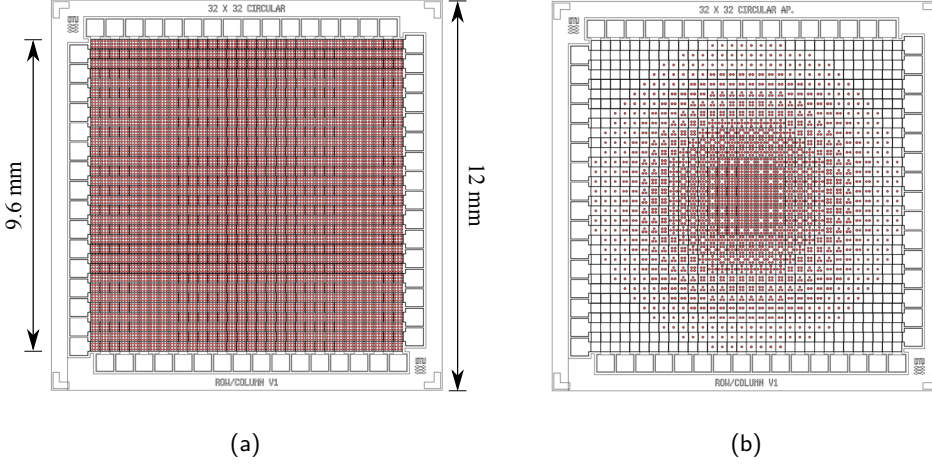 32 X 32 CIRCULAR
9.6 mm
12 mm
ROW/COLUMN V1
(a)
32 X 32 CIRCULAR AP.
ROW/COLUMN V1
(b)